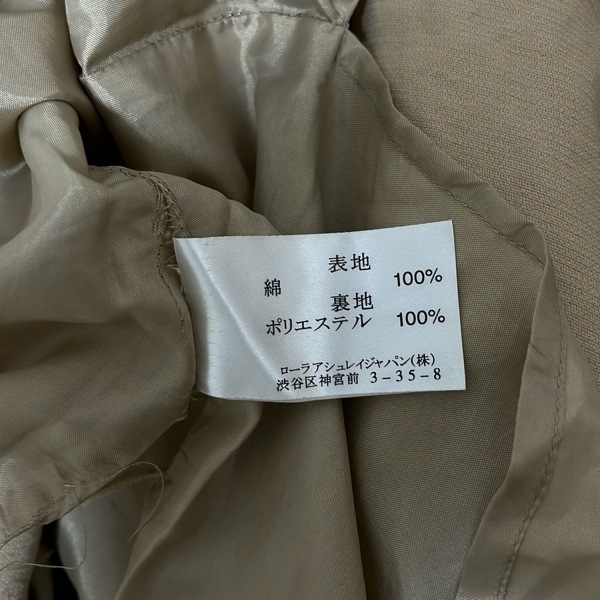 表地
綿 100%
裏地
ポリエステル 100%
ローラアシュレイジャパン(株)
渋谷区神宮前 3-35-8